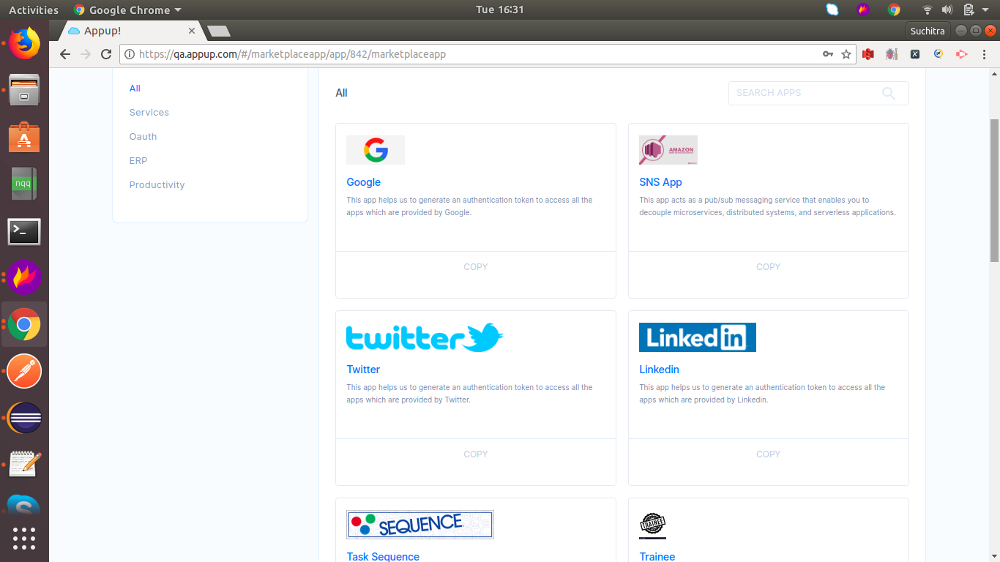 Activities
Google Chrome
Tue 16:31
Appup!
Suchitra
https://qa.appup.com/#/marketplaceapp/app/842/marketplaceapp
All
Services
Oauth
ERP
Productivity
All
SEARCH APPS
Google
This app helps us to generate an authentication token to access all the
apps which are provided by Google.
COPY
AMAZON
SNS App
This app acts as a pub/sub messaging service that enables you to
decouple microservices, distributed systems, and serverless applications.
COPY
twitter
Twitter
This app helps us to generate an authentication token to access all the
apps which are provided by Twitter.
COPY
Linked in
Linkedin
This app helps us to generate an authentication token to access all the
apps which are provided by Linkedin.
COPY
SEQUENCE
Task Sequence
TRAINEE
Trainee
nqq